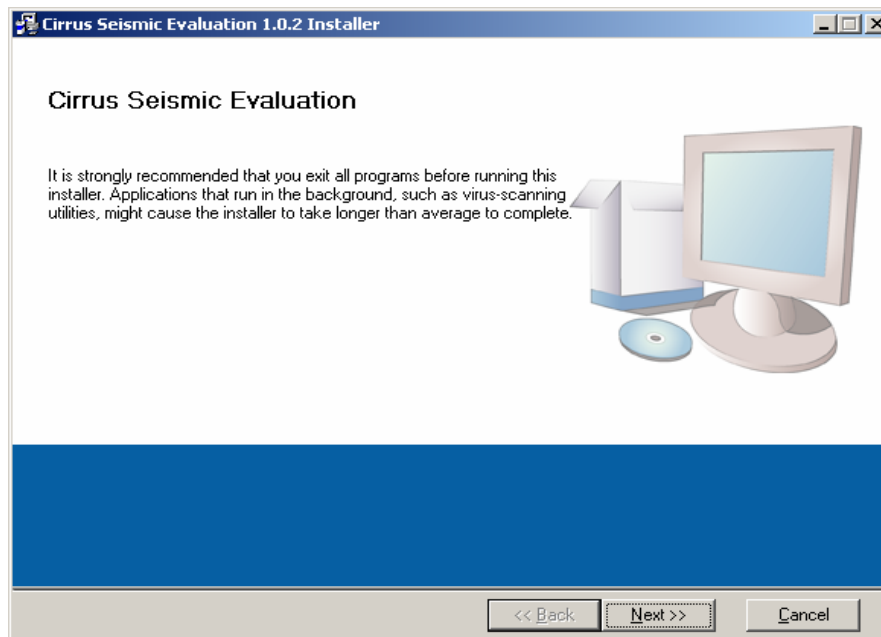 Cirrus Seismic Evaluation 1.0.2 Installer
Cirrus Seismic Evaluation
It is strongly recommended that you exit all programs before running this
installer. Applications that run in the background, such as virus-scanning
utilities, might cause the installer to take longer than average to complete.
<< Back
Next >>
Cancel